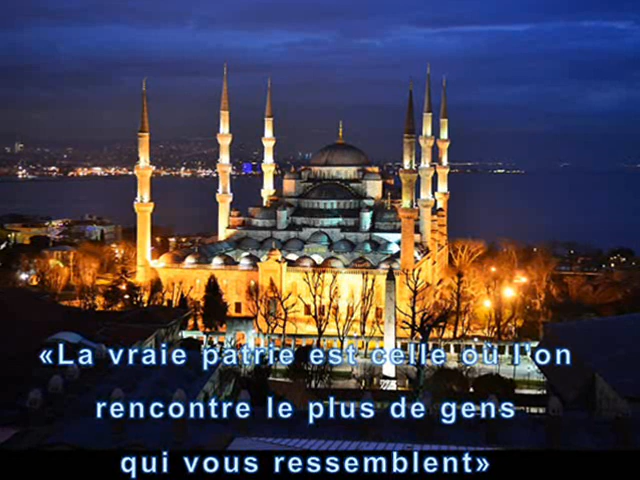 «La vraie patrie est celle où l'on
rencontre le plus de gens
qui vous ressemblent»